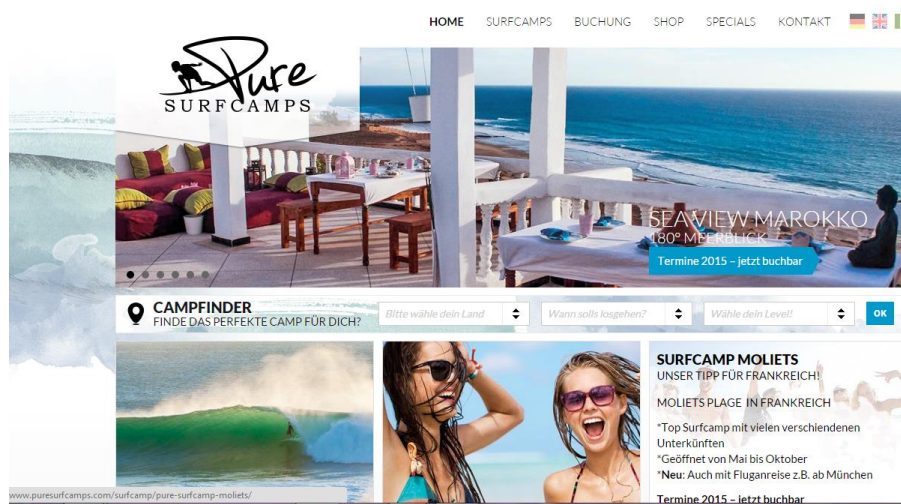 HOME SURFCAMPS BUCHUNG SHOP SPECIALS KONTAKT
Pure
SURFCAMPS
SEA VIEW MAROKKO
180° MEERBLICK
Termine 2015 – jetzt buchbar
CAMPFINDER
FINDE DAS PERFEKTE CAMP FÜR DICH?
Bitte wähle dein Land
Wann solls losgehen?
Wähle dein Level!
OK
SURFCAMP MOLIETS
UNSER TIPP FÜR FRANKREICH!
MOLIETS PLAGE IN FRANKREICH
*Top Surfcamp mit vielen verschiendenen
Unterkünften
*Geöffnet von Mai bis Oktober
*Neu: Auch mit Fluganreise z.B. ab München
Termine 2015 – jetzt buchbar
www.puresurfcamps.com/surfcamp/pure-surfcamp-moliets/